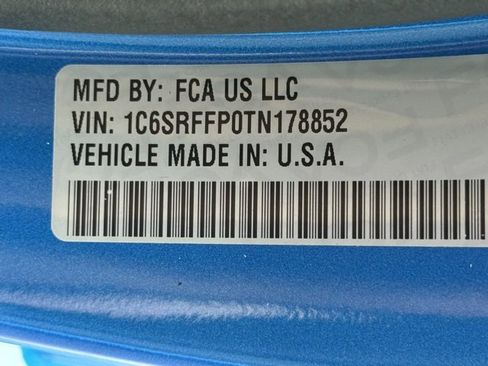 MFD BY: FCA US LLC
VIN: 1C6SRFFP0TN178852
VEHICLE MADE IN: U.S.A.